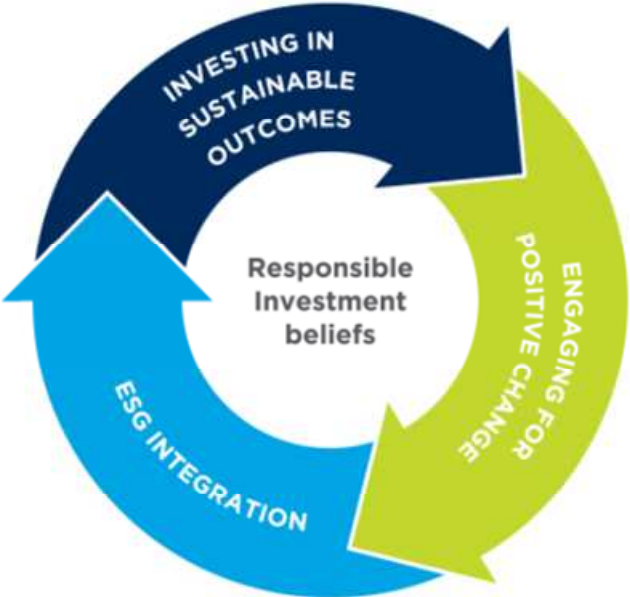 INVESTING IN
SUSTAINABLE
OUTCOMES
Responsible
Investment
beliefs
ENGAGING FOR
POSITIVE CHANGE
ESG INTEGRATION